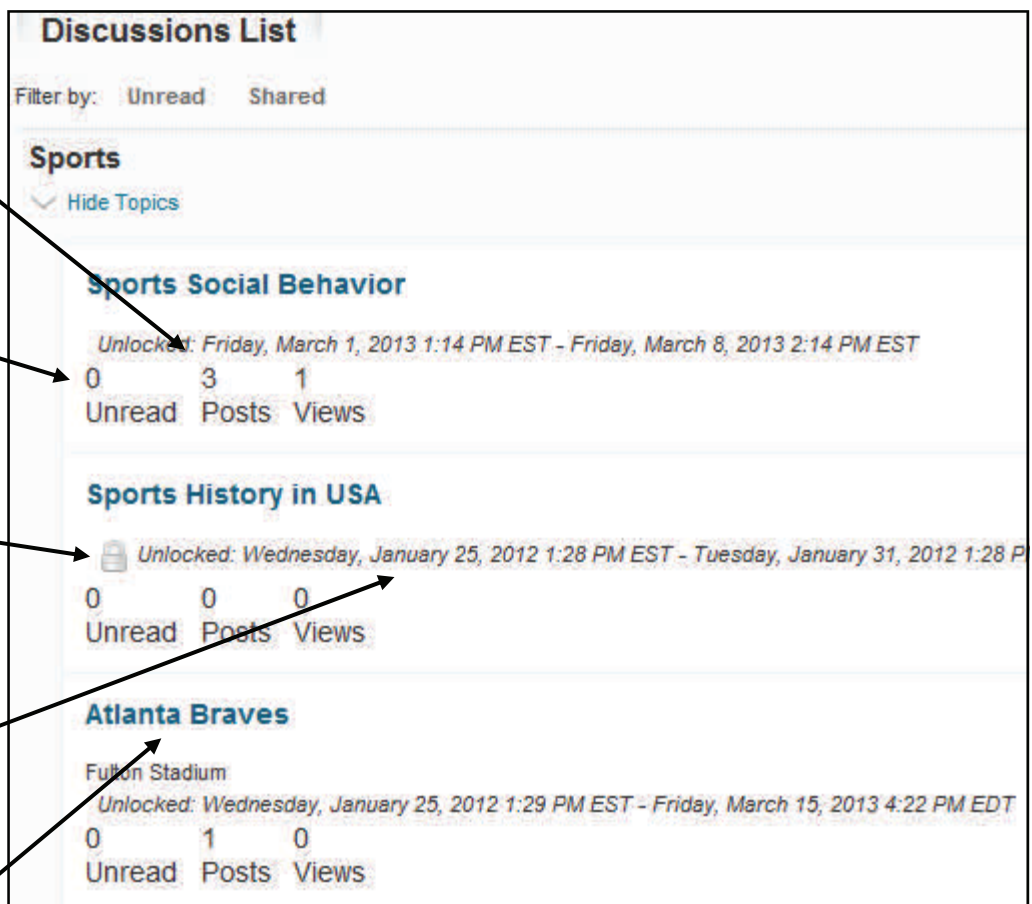 Discussions List
Filter by: Unread Shared
Sports
Hide Topics
Sports Social Behavior
Unlocked: Friday, March 1, 2013 1:14 PM EST - Friday, March 8, 2013 2:14 PM EST
0 3 1
Unread Posts Views
Sports History in USA
Unlocked: Wednesday, January 25, 2012 1:28 PM EST - Tuesday, January 31, 2012 1:28 P
0 0 0
Unread Posts Views
Atlanta Braves
Fulton Stadium
Unlocked: Wednesday, January 25, 2012 1:29 PM EST - Friday, March 15, 2013 4:22 PM EDT
0 1 0
Unread Posts Views